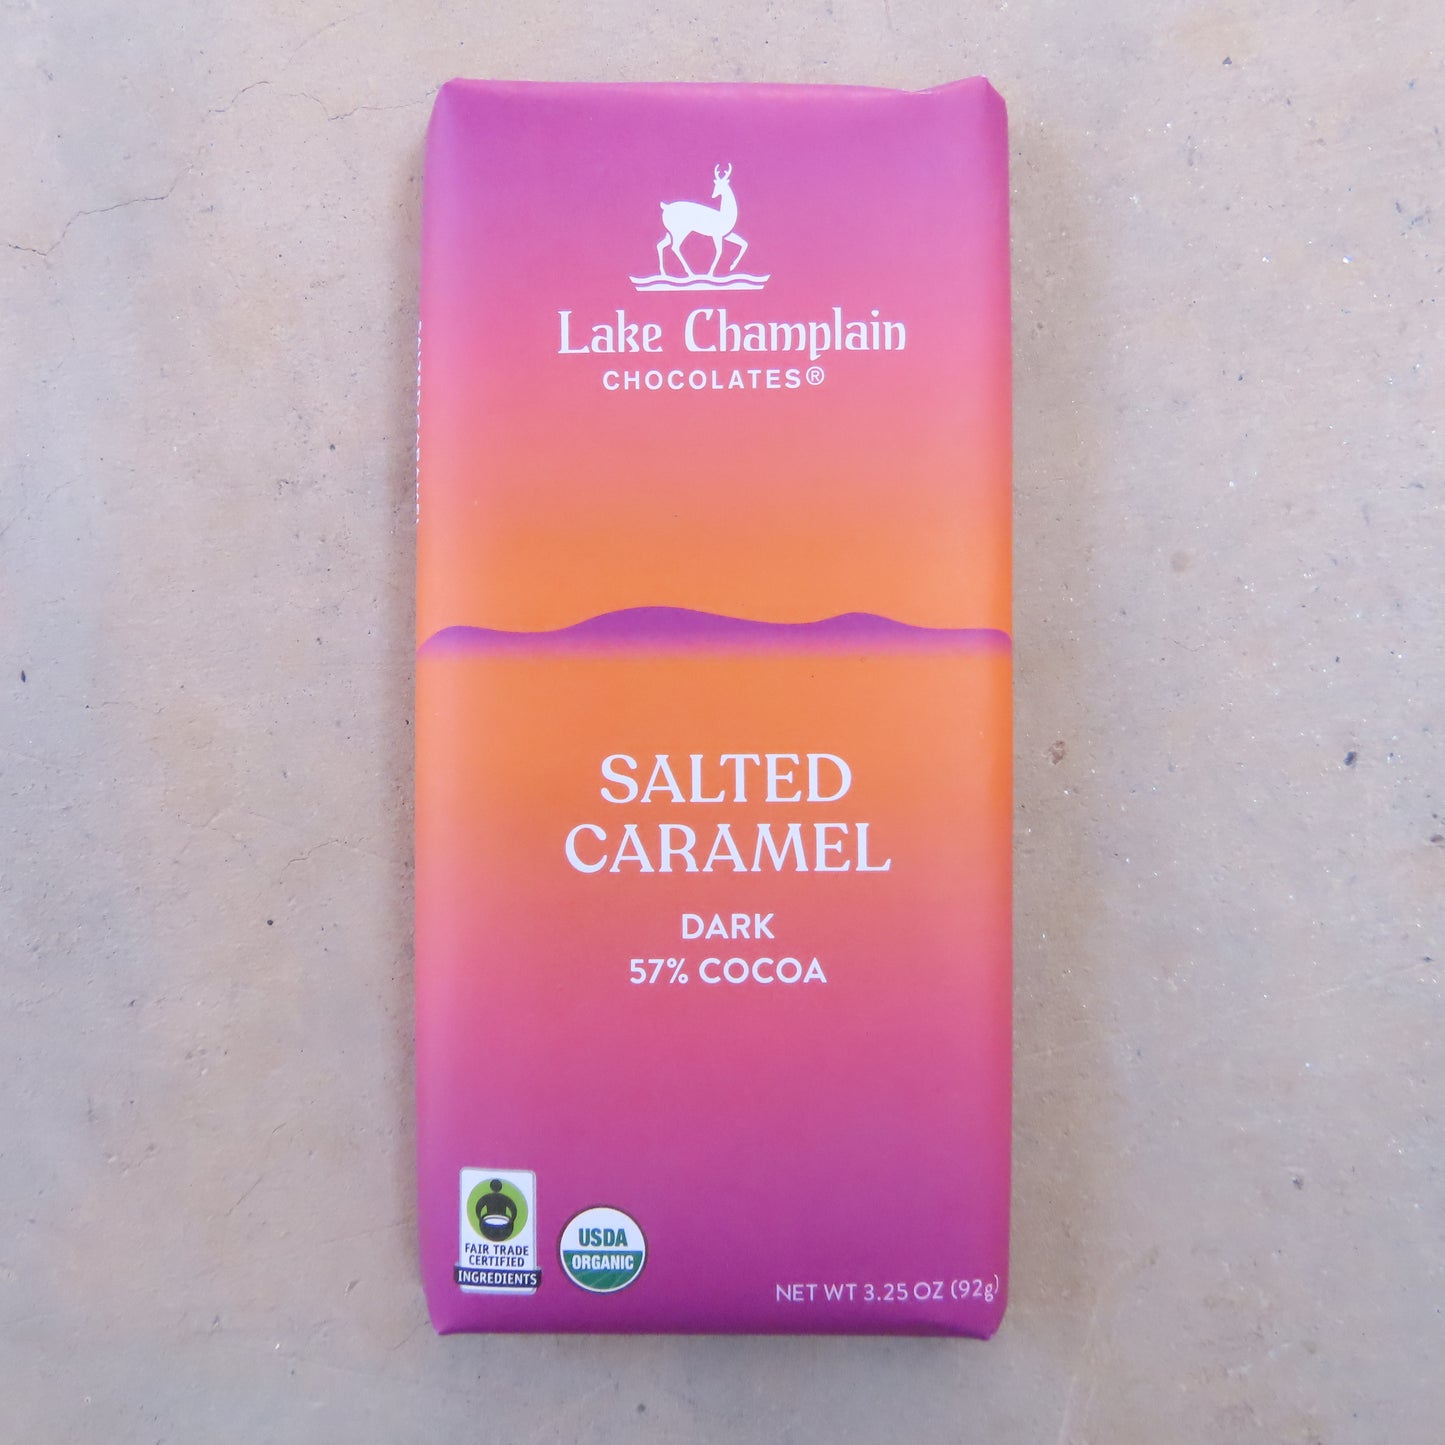 Lake Champlain
CHOCOLATES®
SALTED
CARAMEL
DARK
57% COCOA
FAIR TRADE
CERTIFIED
INGREDIENTS
USDA
ORGANIC
NET WT 3.25 OZ (92g)